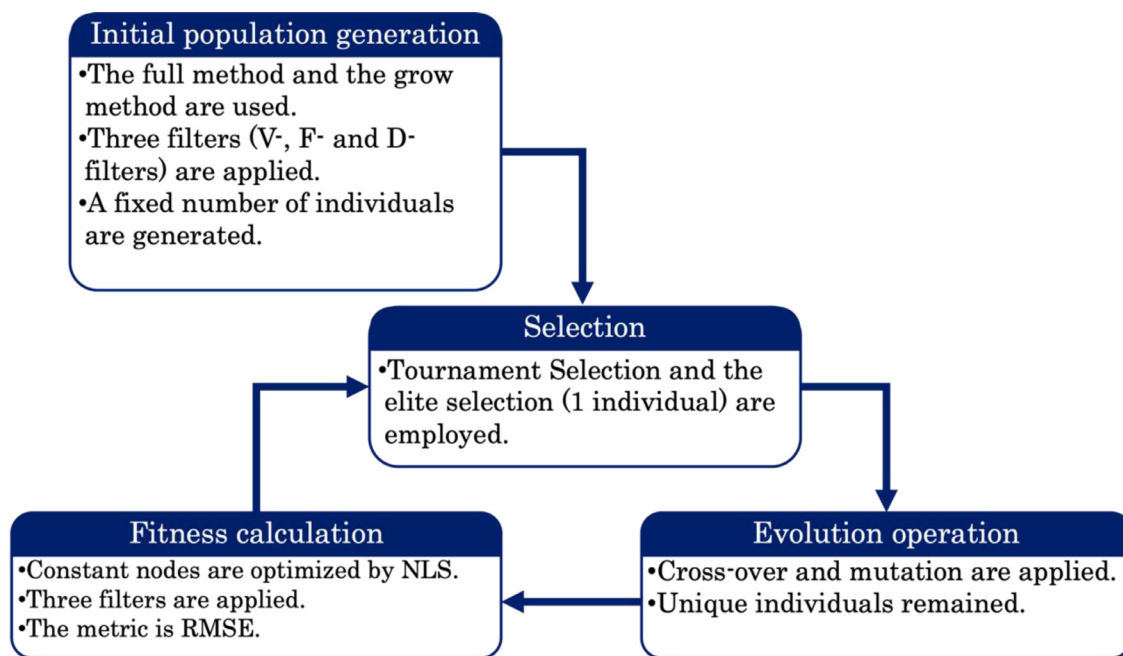 Initial population generation
•The full method and the grow
method are used.
•Three filters (V-, F- and D-
filters) are applied.
•A fixed number of individuals
are generated.
Selection
•Tournament Selection and the
elite selection (1 individual) are
employed.
Fitness calculation
•Constant nodes are optimized by NLS.
•Three filters are applied.
•The metric is RMSE.
Evolution operation
•Cross-over and mutation are applied.
•Unique individuals remained.